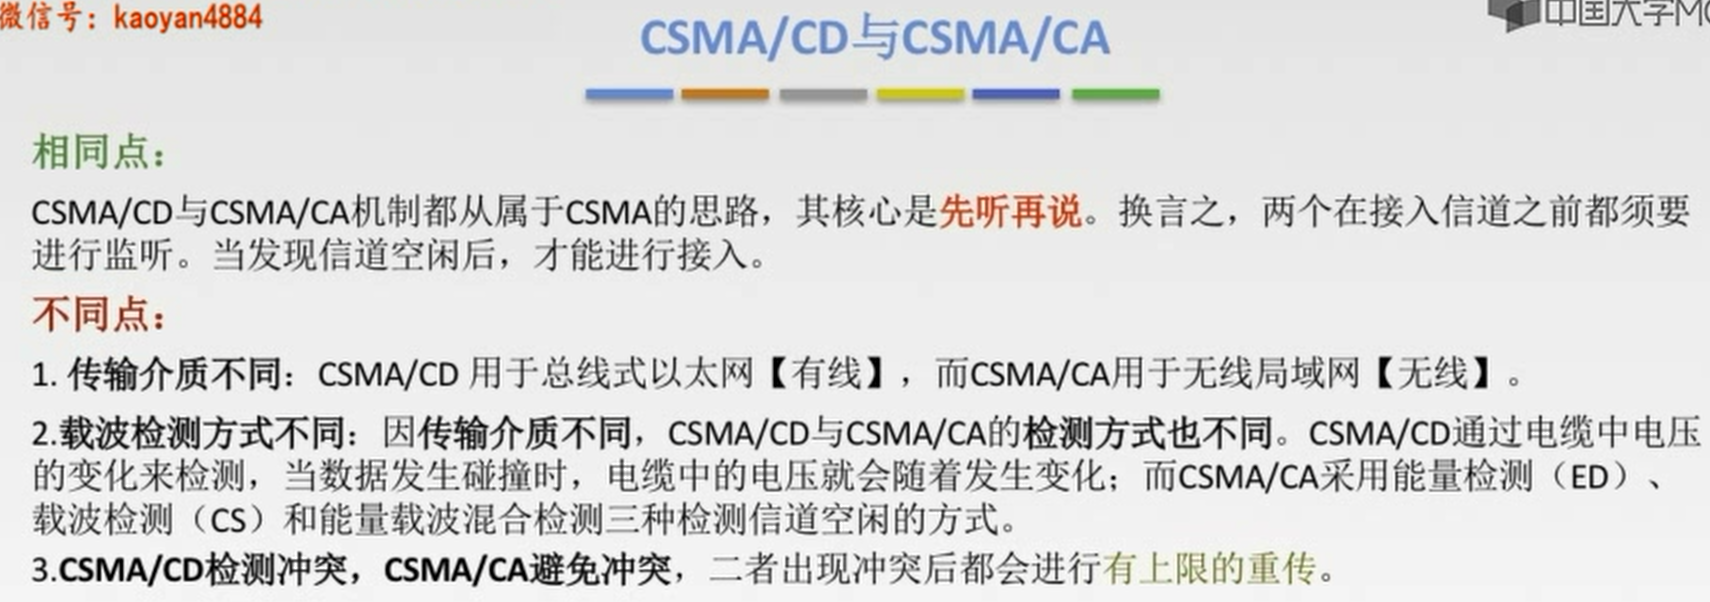 微信号：kaoyan4884
中国大学MO
CSMA/CD与CSMA/CA
相同点：
CSMA/CD与CSMA/CA机制都从属于CSMA的思路，其核心是先听再说。换言之，两个在接入信道之前都须要
进行监听。当发现信道空闲后，才能进行接入。
不同点：
1. 传输介质不同：CSMA/CD 用于总线式以太网【有线】，而CSMA/CA用于无线局域网【无线】。
2.载波检测方式不同：因传输介质不同，CSMA/CD与CSMA/CA的检测方式也不同。CSMA/CD通过电缆中电压
的变化来检测，当数据发生碰撞时，电缆中的电压就会随着发生变化；而CSMA/CA采用能量检测（ED）、
载波检测（CS）和能量载波混合检测三种检测信道空闲的方式。
3.CSMA/CD检测冲突，CSMA/CA避免冲突，二者出现冲突后都会进行有上限的重传。